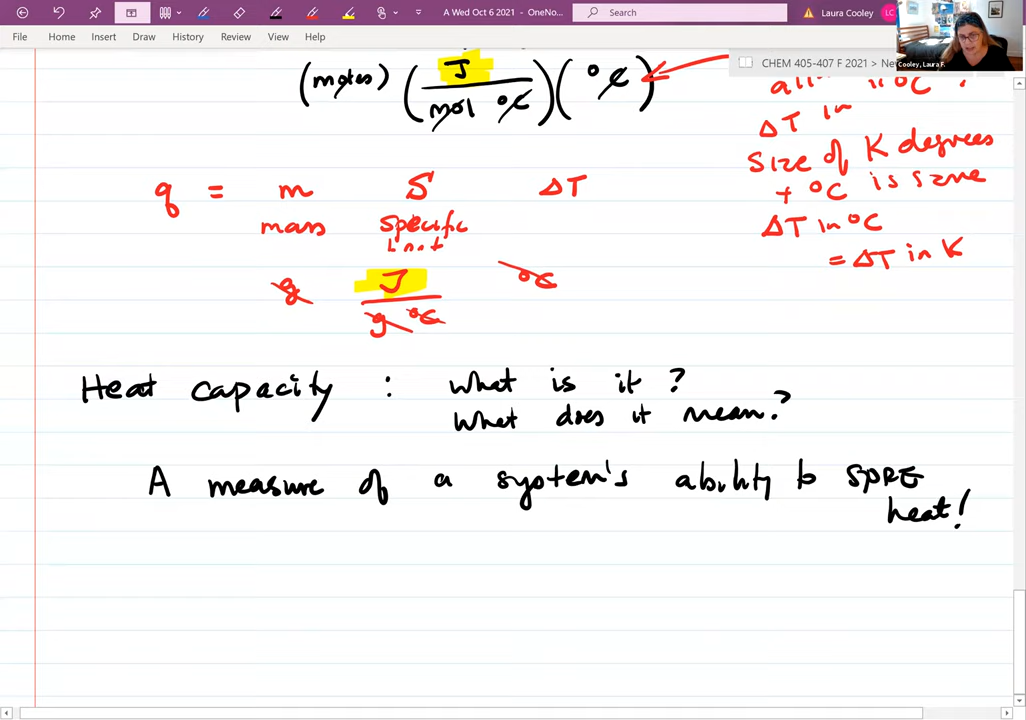 A Wed Oct 6 2021 - OneNo...
Search
Laura Cooley
LC
File Home Insert Draw History Review View Help
Cooley, Laura F.
CHEM 405-407 F 2021 > Ne
(moles) (J / mol °C) (°C)
°C ?
ΔT in
Size of K degrees
+ °C is same
ΔT in °C
= ΔT in K
q = m S ΔT
mass specific
heat
g J / g °C °C
Heat capacity : What is it ?
What does it mean?
A measure of a system's ability to STORE
heat!